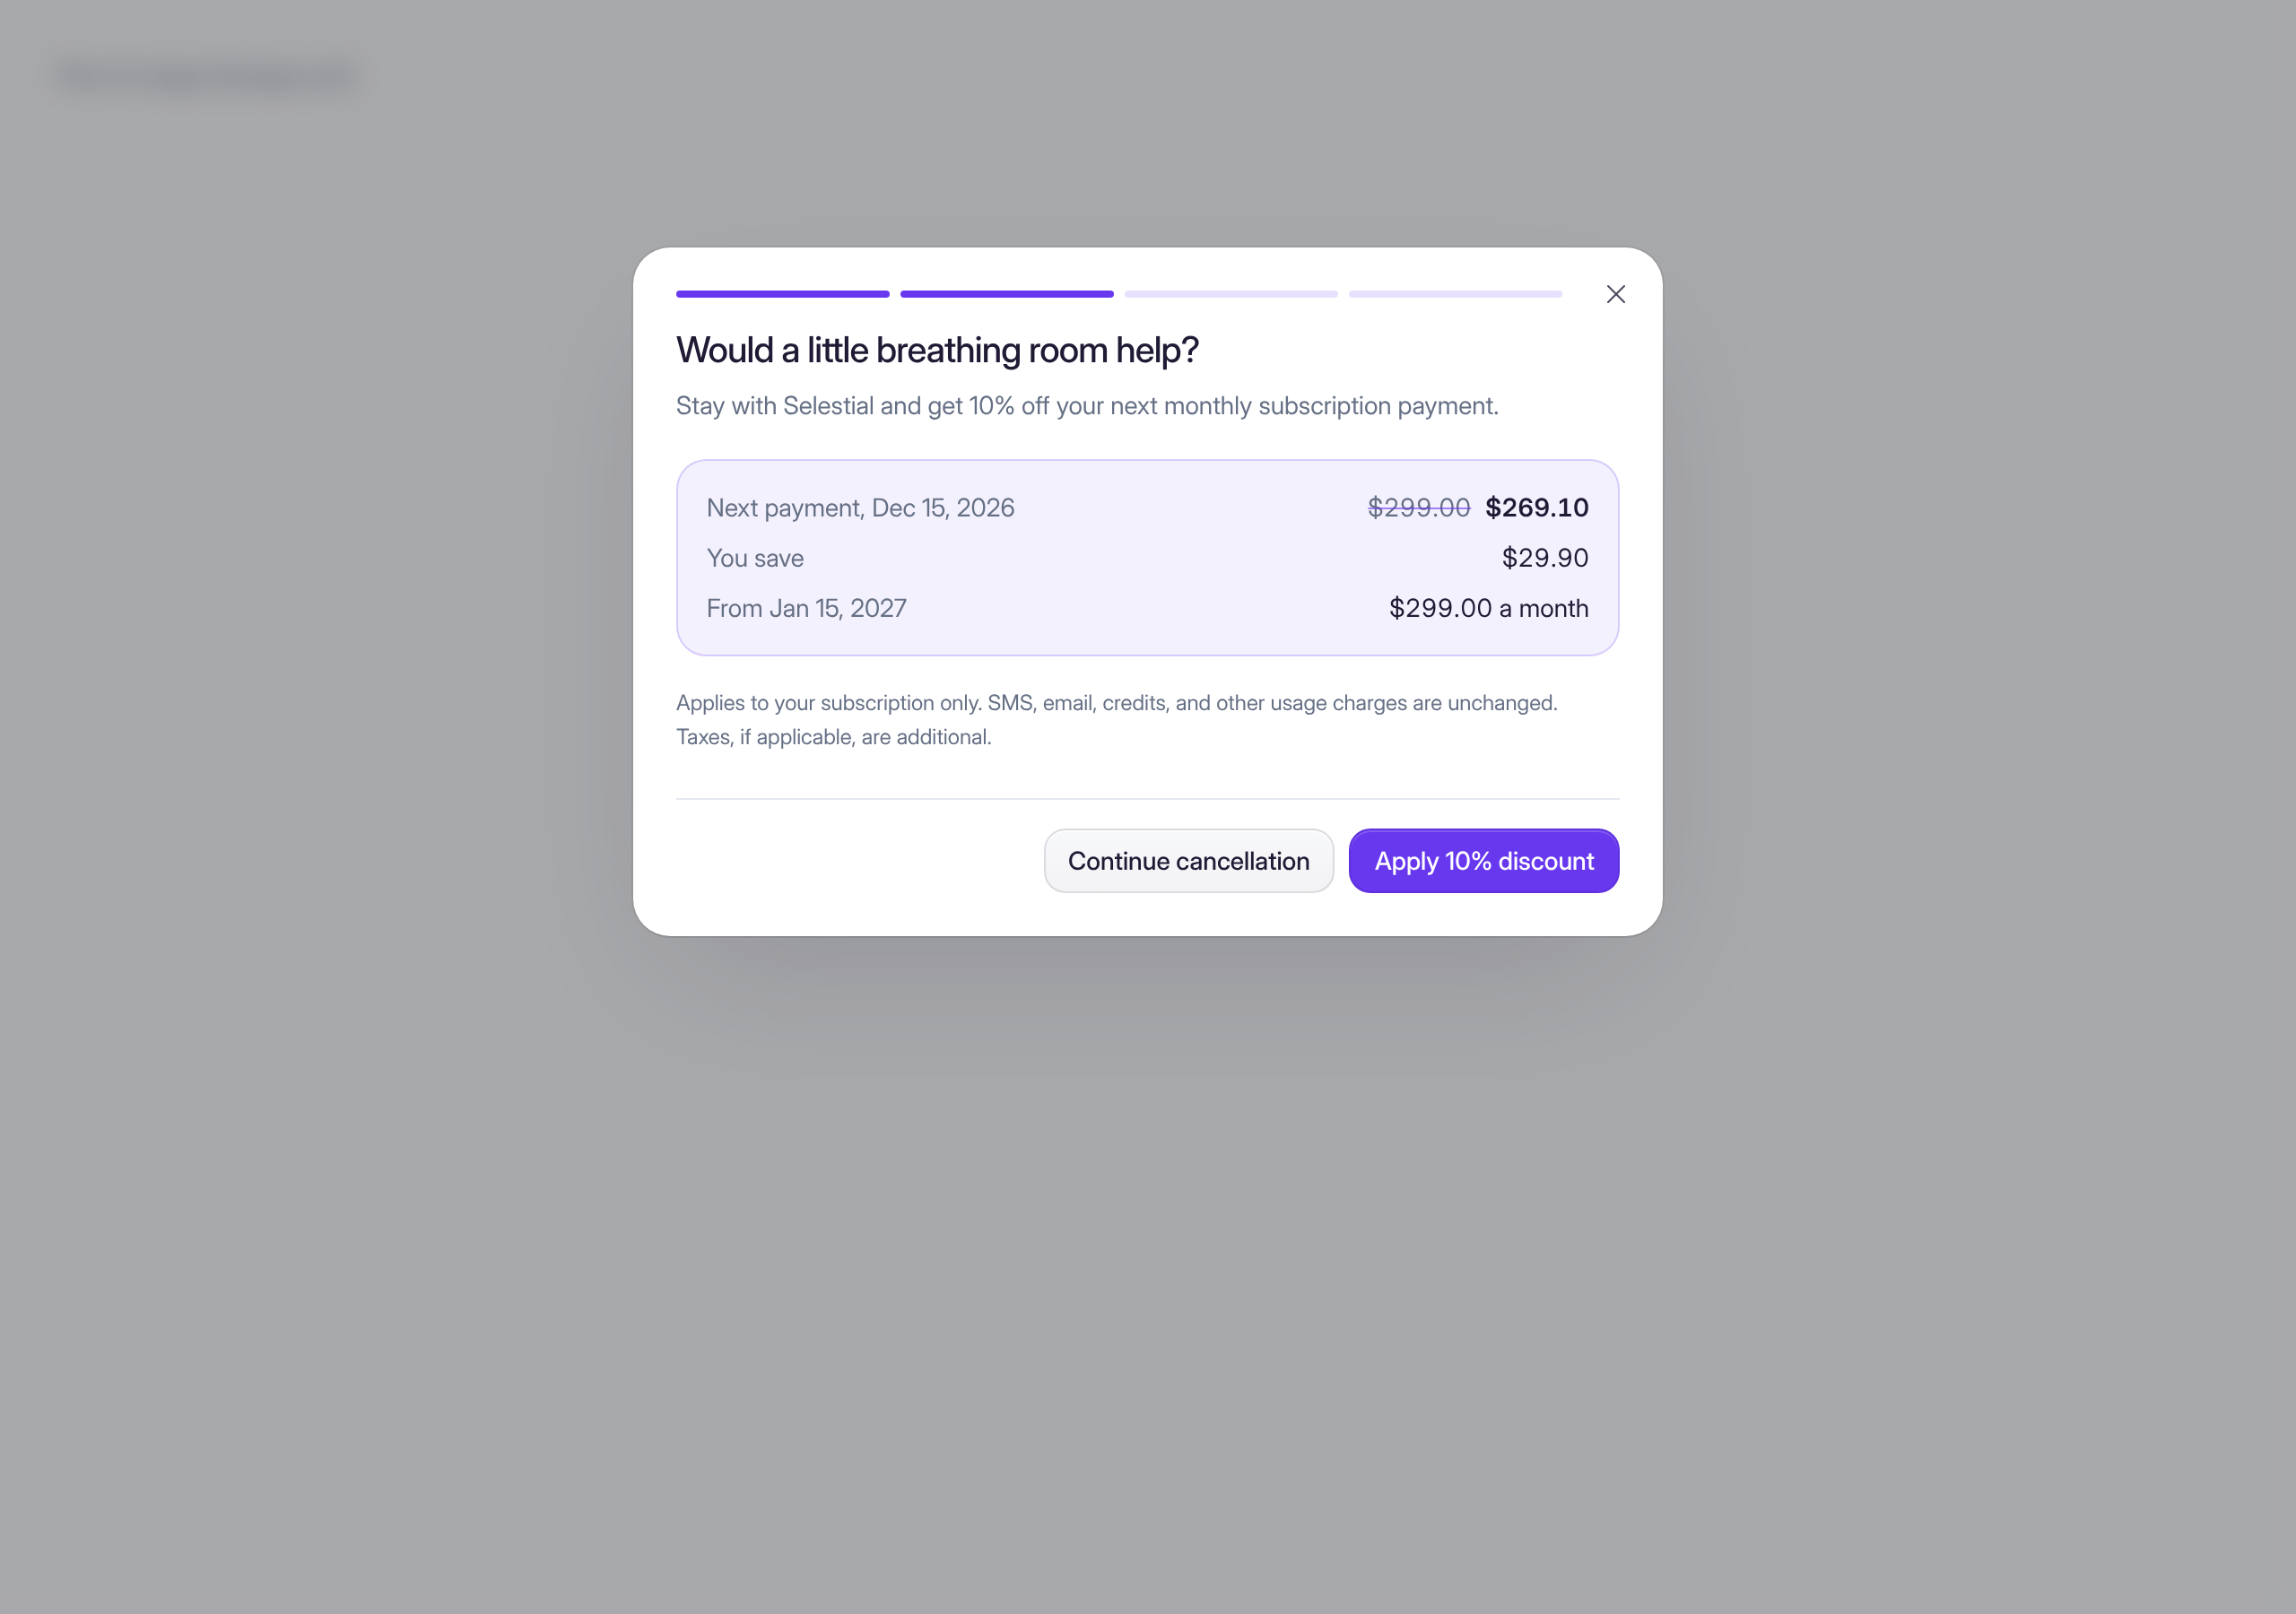 Would a little breathing room help?
Stay with Selestial and get 10% off your next monthly subscription payment.
Next payment, Dec 15, 2026 $299.00 $269.10
You save $29.90
From Jan 15, 2027 $299.00 a month
Applies to your subscription only. SMS, email, credits, and other usage charges are unchanged.
Taxes, if applicable, are additional.
Continue cancellation Apply 10% discount